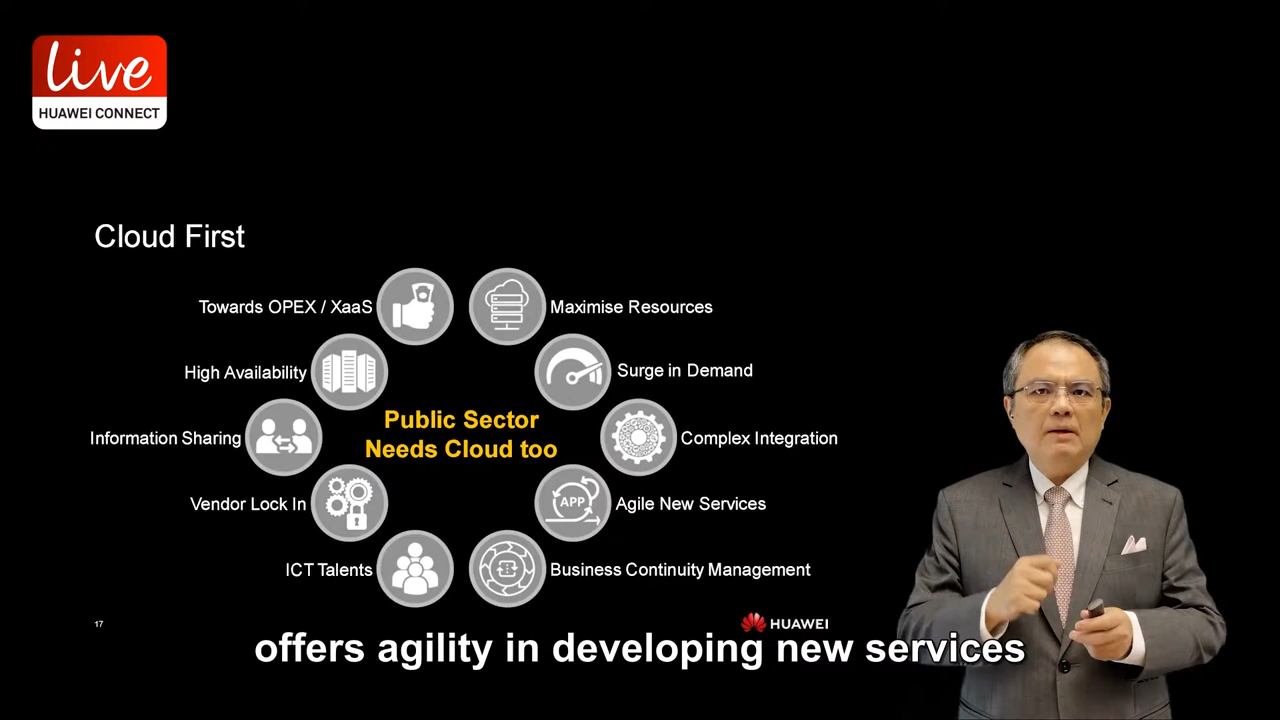 live
HUAWEI CONNECT
Cloud First
Towards OPEX / XaaS
Maximise Resources
High Availability
Surge in Demand
Public Sector
Needs Cloud too
Information Sharing
Complex Integration
Vendor Lock In
APP
Agile New Services
ICT Talents
Business Continuity Management
17
HUAWEI
offers agility in developing new services